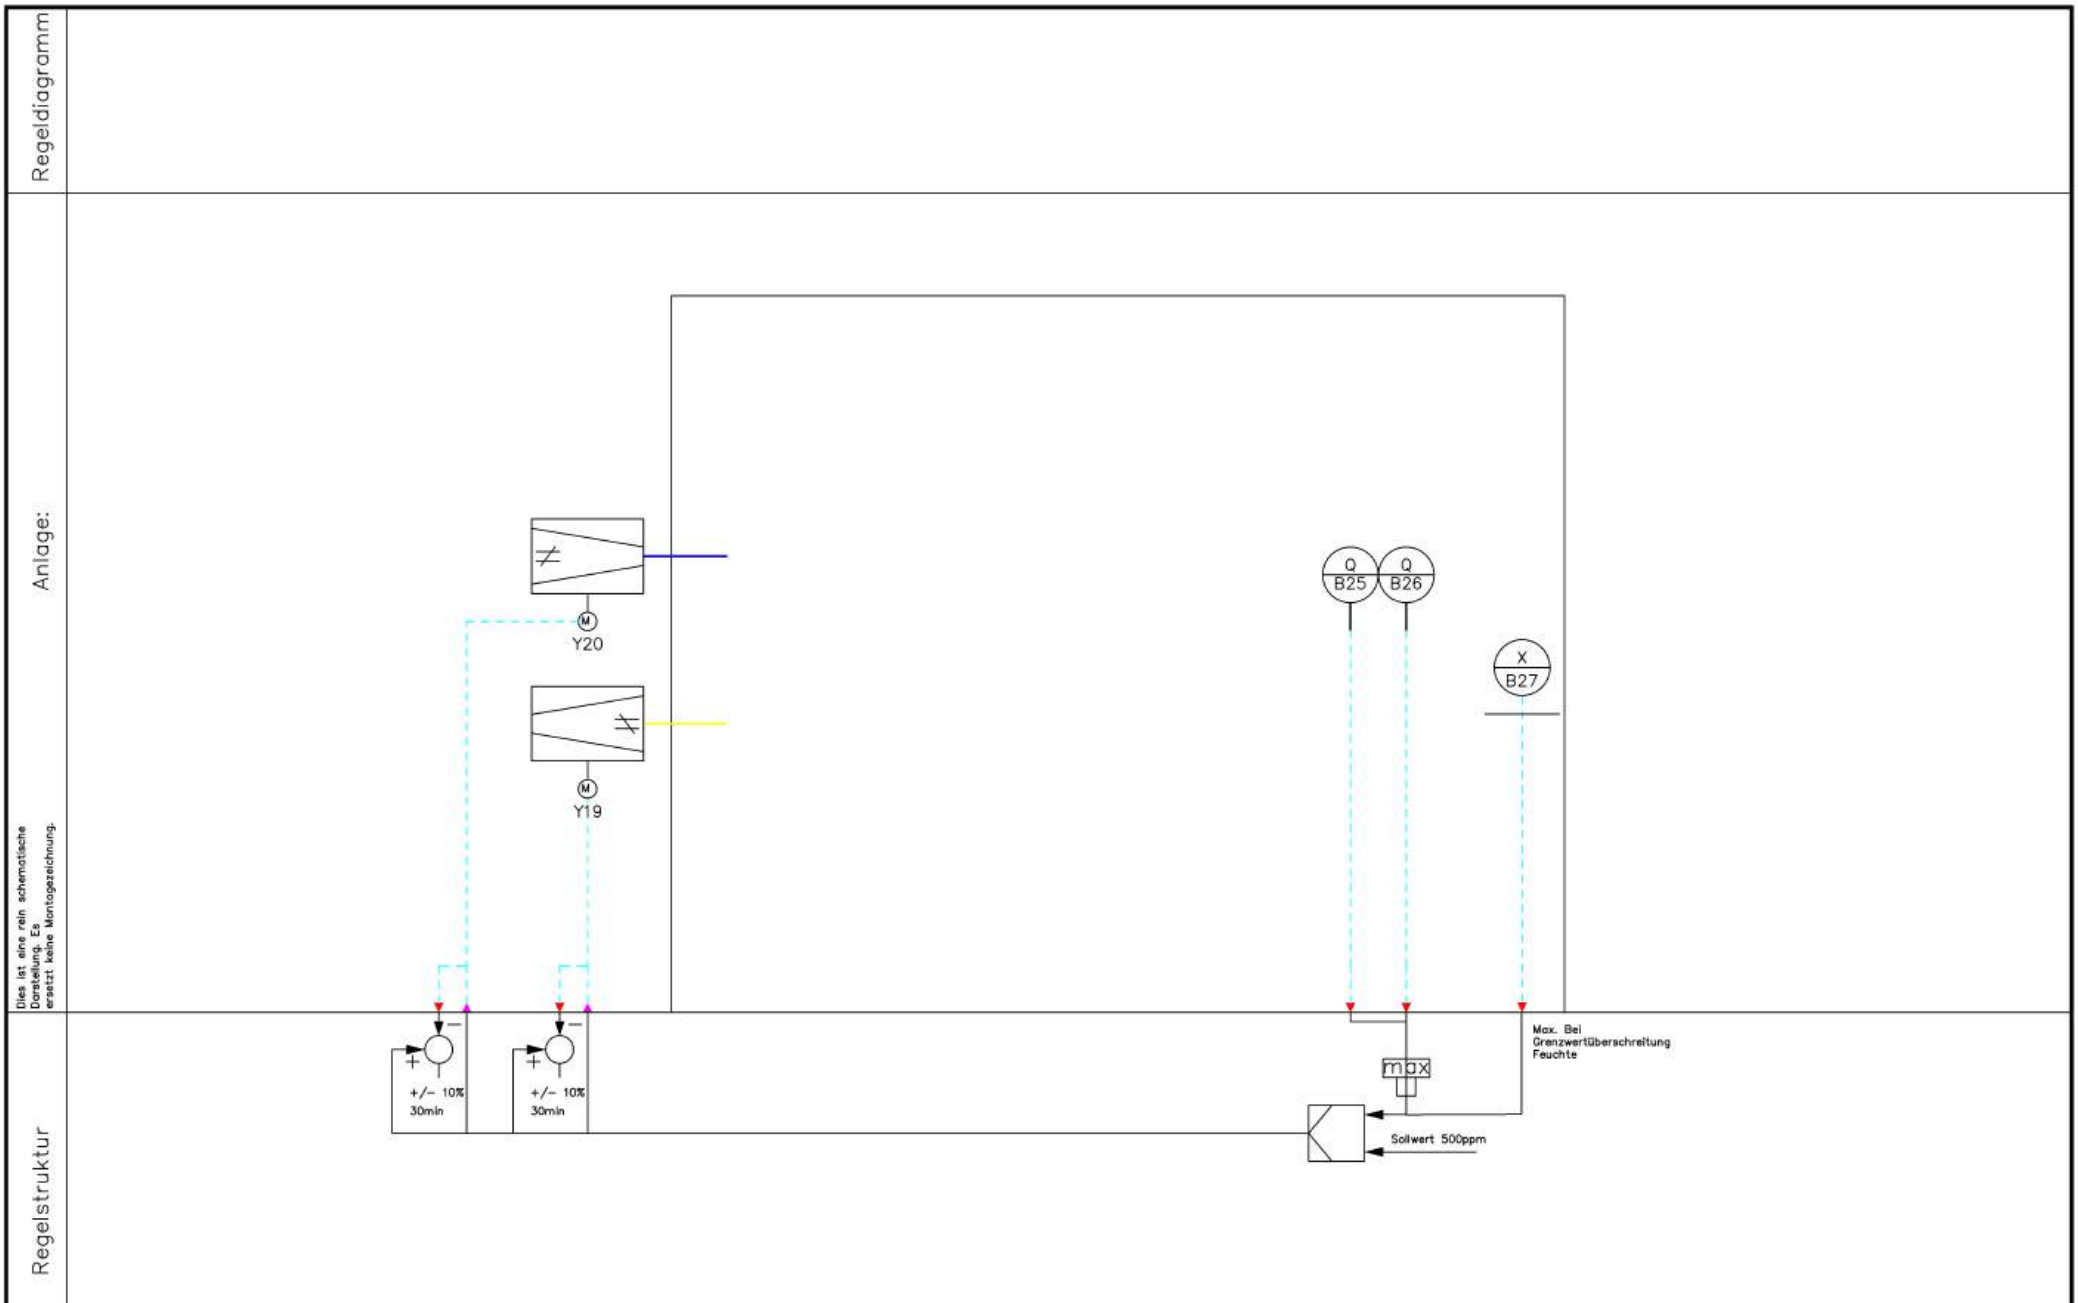 Regeldiagramm
Anlage:
Dies ist eine rein schematische
Darstellung. Es
ersetzt keine Montagezeichnung.
Regelstruktur
M
Y20
M
Y19
Q
B25
Q
B26
X
B27
−
+
+/− 10%
30min
−
+
+/− 10%
30min
max
Max. Bei
Grenzwertüberschreitung
Feuchte
Sollwert 500ppm